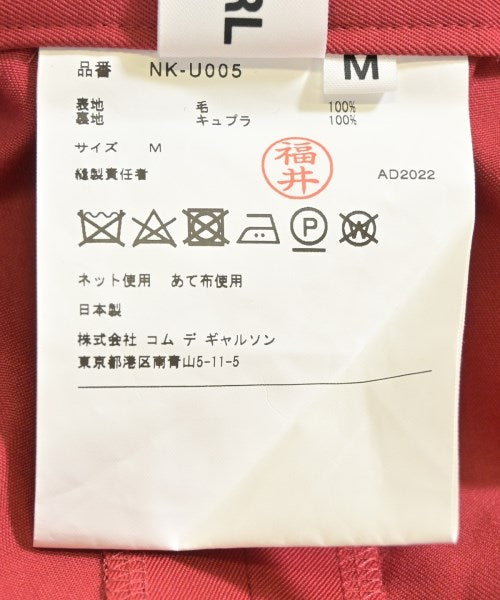 RL
M
品番 NK-U005
表地 毛 100%
裏地 キュプラ 100%
サイズ M
縫製責任者 福井 AD2022
P W
ネット使用 あて布使用
日本製
株式会社 コム デ ギャルソン
東京都港区南青山5-11-5